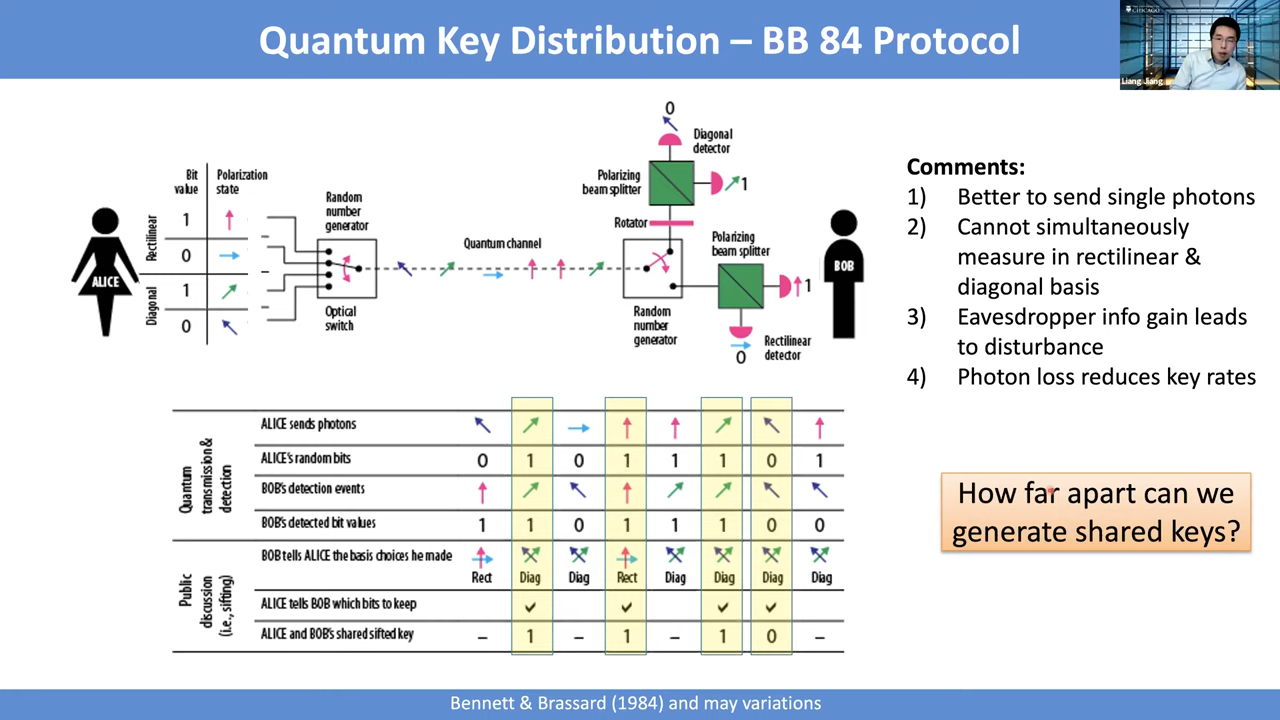 Quantum Key Distribution – BB 84 Protocol
THE UNIVERSITY OF
CHICAGO
Liang Jiang
Bit
value
Polarization
state
Rectilinear
1
0
Diagonal
1
0
ALICE
Random
number
generator
Optical
switch
Quantum channel
0
Diagonal
detector
Polarizing
beam splitter
1
Rotator
Polarizing
beam splitter
1
Random
number
generator
0
Rectilinear
detector
BOB
Comments:
1) Better to send single photons
2) Cannot simultaneously
measure in rectilinear &
diagonal basis
3) Eavesdropper info gain leads
to disturbance
4) Photon loss reduces key rates
How far apart can we
generate shared keys?
Quantum
transmission &
detection
ALICE sends photons
ALICE's random bits 0 1 0 1 1 1 0 1
BOB's detection events
BOB's detected bit values 1 1 0 1 1 1 0 0
Public
discussion
(i.e., sifting)
BOB tells ALICE the basis choices he made
Rect Diag Diag Rect Diag Diag Diag Diag
ALICE tells BOB which bits to keep ✓ ✓ ✓ ✓
ALICE and BOB's shared sifted key – 1 – 1 – 1 0 –
Bennett & Brassard (1984) and may variations